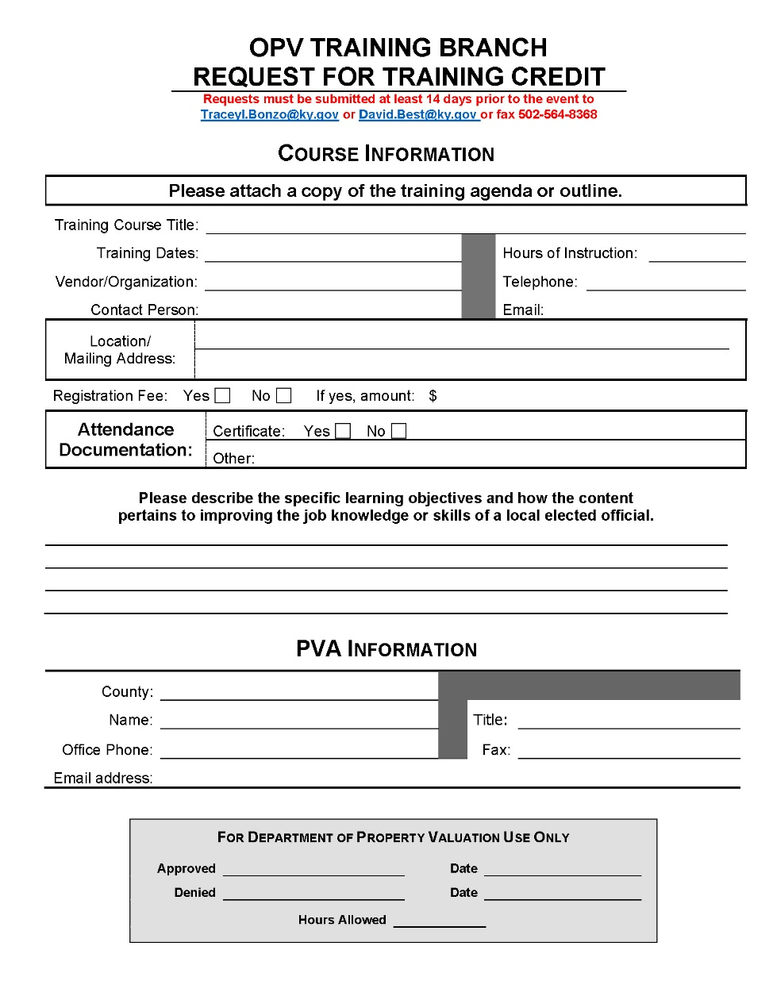 OPV TRAINING BRANCH
REQUEST FOR TRAINING CREDIT
Requests must be submitted at least 14 days prior to the event to
Traceyl.Bonzo@ky.gov or David.Best@ky.gov or fax 502-564-8368
COURSE INFORMATION
Please attach a copy of the training agenda or outline.
Training Course Title:
Training Dates: Hours of Instruction:
Vendor/Organization: Telephone:
Contact Person: Email:
Location/
Mailing Address:
Registration Fee: Yes No If yes, amount: $
Attendance
Documentation:
Certificate: Yes No
Other:
Please describe the specific learning objectives and how the content
pertains to improving the job knowledge or skills of a local elected official.
PVA INFORMATION
County:
Name: Title:
Office Phone: Fax:
Email address:
FOR DEPARTMENT OF PROPERTY VALUATION USE ONLY
Approved Date
Denied Date
Hours Allowed